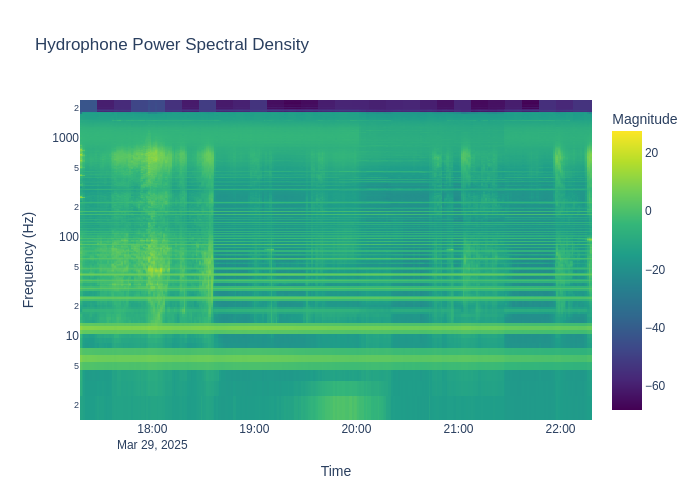 Hydrophone Power Spectral Density
Magnitude
2
1000
5
2
100
5
2
10
5
2
Frequency (Hz)
20
0
−20
−40
−60
18:00 19:00 20:00 21:00 22:00
Mar 29, 2025
Time